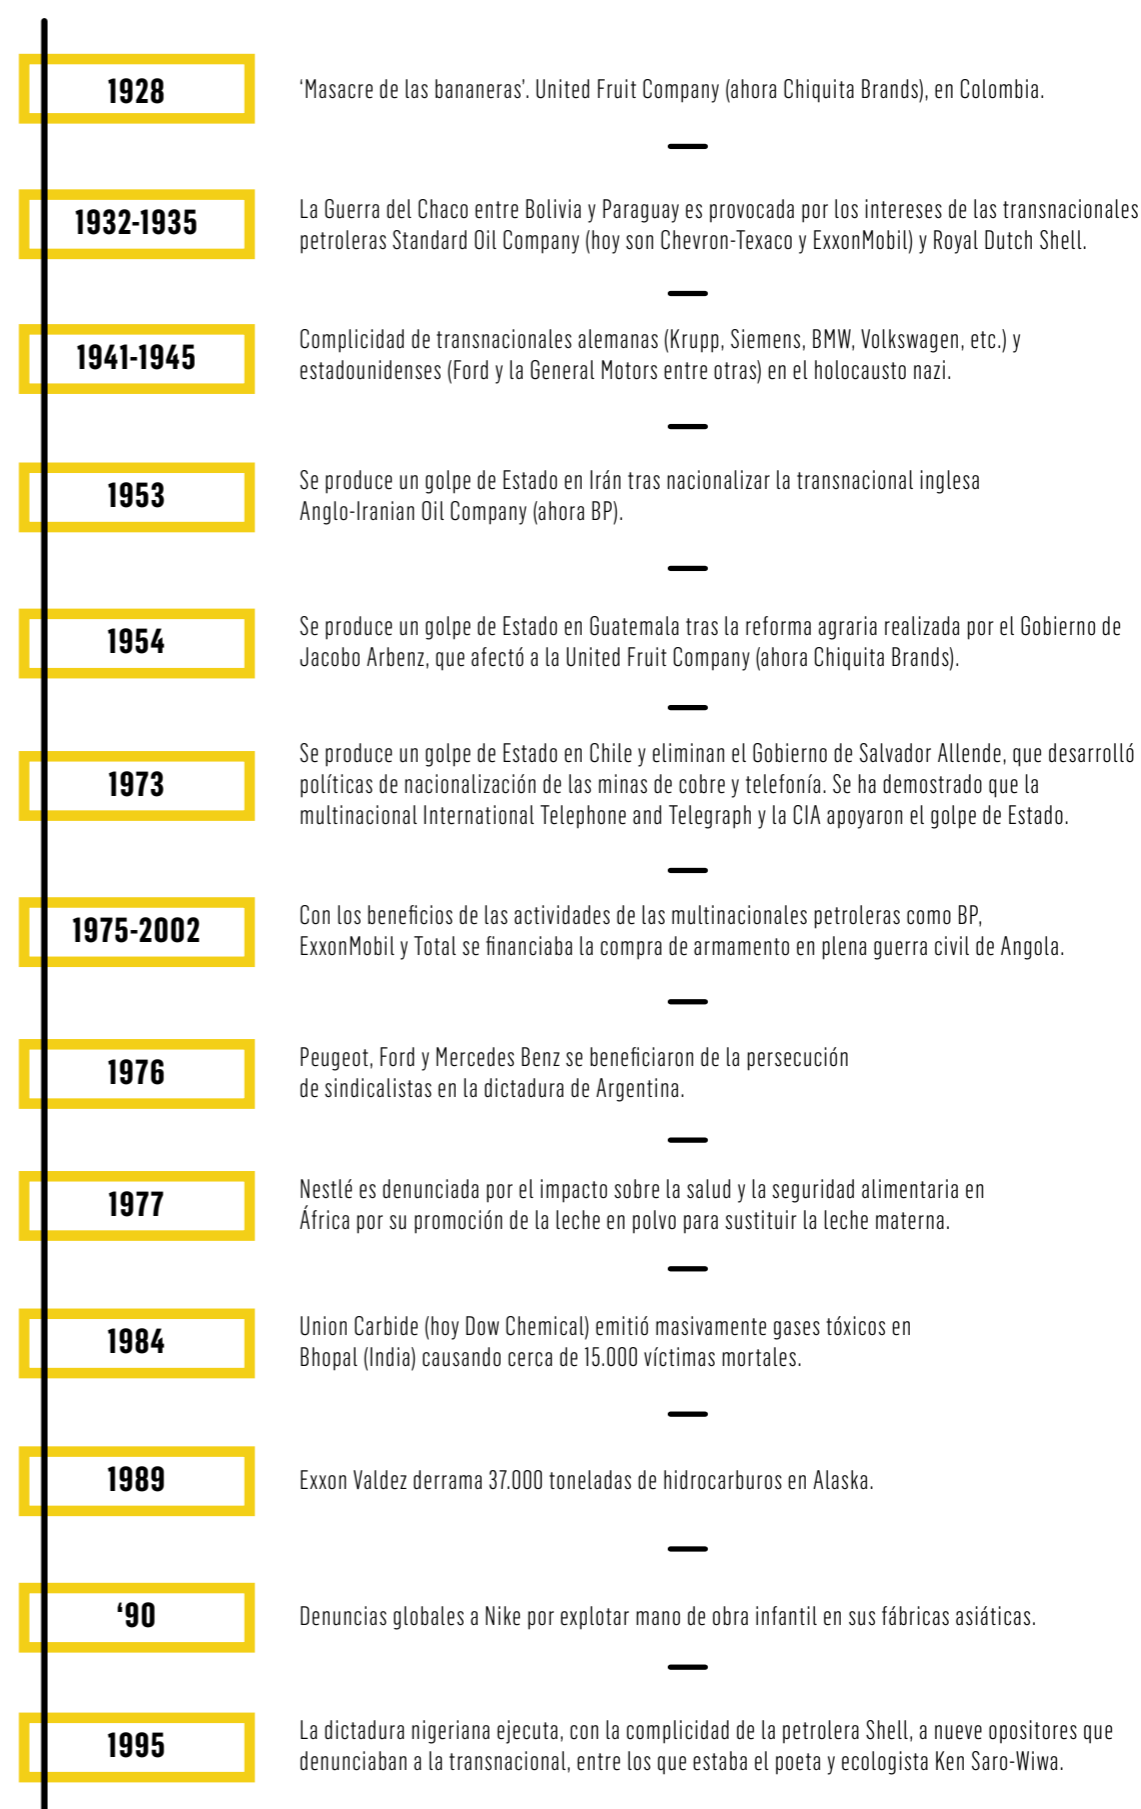 1928
‘Masacre de las bananeras’. United Fruit Company (ahora Chiquita Brands), en Colombia.
1932-1935
La Guerra del Chaco entre Bolivia y Paraguay es provocada por los intereses de las transnacionales
petroleras Standard Oil Company (hoy son Chevron-Texaco y ExxonMobil) y Royal Dutch Shell.
1941-1945
Complicidad de transnacionales alemanas (Krupp, Siemens, BMW, Volkswagen, etc.) y
estadounidenses (Ford y la General Motors entre otras) en el holocausto nazi.
1953
Se produce un golpe de Estado en Irán tras nacionalizar la transnacional inglesa
Anglo-Iranian Oil Company (ahora BP).
1954
Se produce un golpe de Estado en Guatemala tras la reforma agraria realizada por el Gobierno de
Jacobo Arbenz, que afectó a la United Fruit Company (ahora Chiquita Brands).
1973
Se produce un golpe de Estado en Chile y eliminan el Gobierno de Salvador Allende, que desarrolló
políticas de nacionalización de las minas de cobre y telefonía. Se ha demostrado que la
multinacional International Telephone and Telegraph y la CIA apoyaron el golpe de Estado.
1975-2002
Con los beneficios de las actividades de las multinacionales petroleras como BP,
ExxonMobil y Total se financiaba la compra de armamento en plena guerra civil de Angola.
1976
Peugeot, Ford y Mercedes Benz se beneficiaron de la persecución
de sindicalistas en la dictadura de Argentina.
1977
Nestlé es denunciada por el impacto sobre la salud y la seguridad alimentaria en
África por su promoción de la leche en polvo para sustituir la leche materna.
1984
Union Carbide (hoy Dow Chemical) emitió masivamente gases tóxicos en
Bhopal (India) causando cerca de 15.000 víctimas mortales.
1989
Exxon Valdez derrama 37.000 toneladas de hidrocarburos en Alaska.
‘90
Denuncias globales a Nike por explotar mano de obra infantil en sus fábricas asiáticas.
1995
La dictadura nigeriana ejecuta, con la complicidad de la petrolera Shell, a nueve opositores que
denunciaban a la transnacional, entre los que estaba el poeta y ecologista Ken Saro-Wiwa.